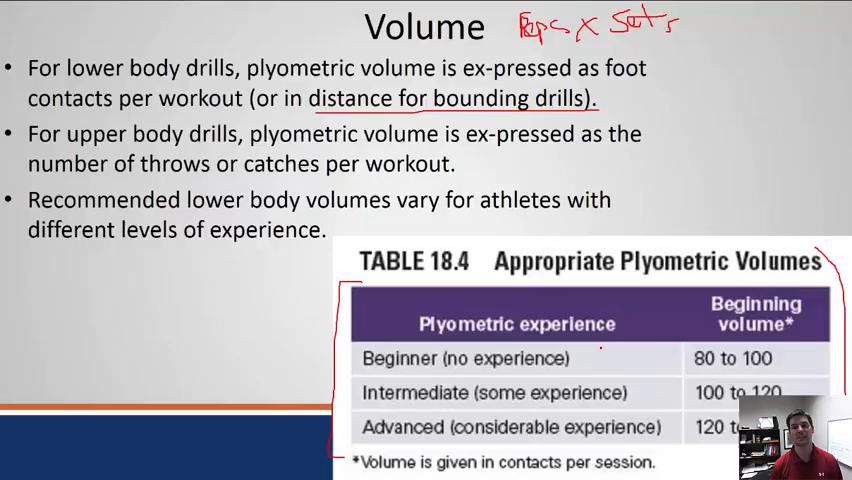 Volume Reps x Sets
• For lower body drills, plyometric volume is ex-pressed as foot
contacts per workout (or in distance for bounding drills).
• For upper body drills, plyometric volume is ex-pressed as the
number of throws or catches per workout.
• Recommended lower body volumes vary for athletes with
different levels of experience.
TABLE 18.4 Appropriate Plyometric Volumes
Plyometric experience Beginning volume*
Beginner (no experience) 80 to 100
Intermediate (some experience) 100 to 120
Advanced (considerable experience) 120
*Volume is given in contacts per session.